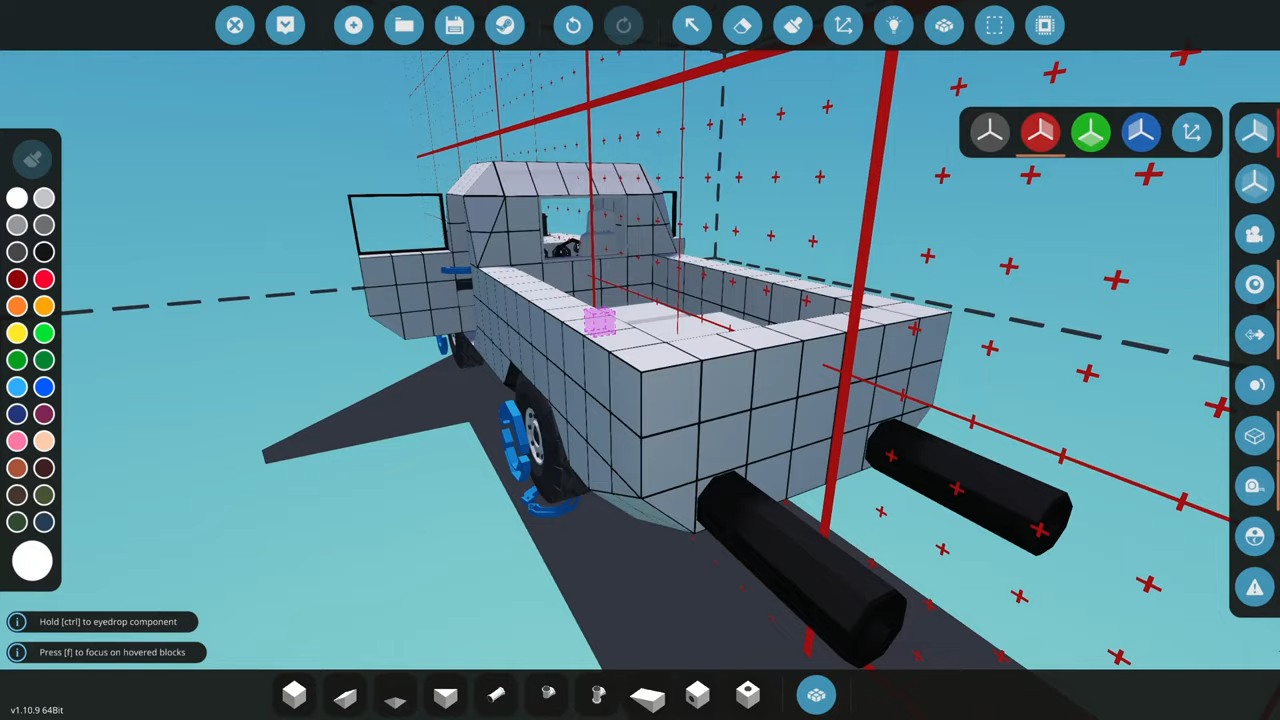 Hold [ctrl] to eyedrop component
Press [f] to focus on hovered blocks
v1.10.9 64Bit